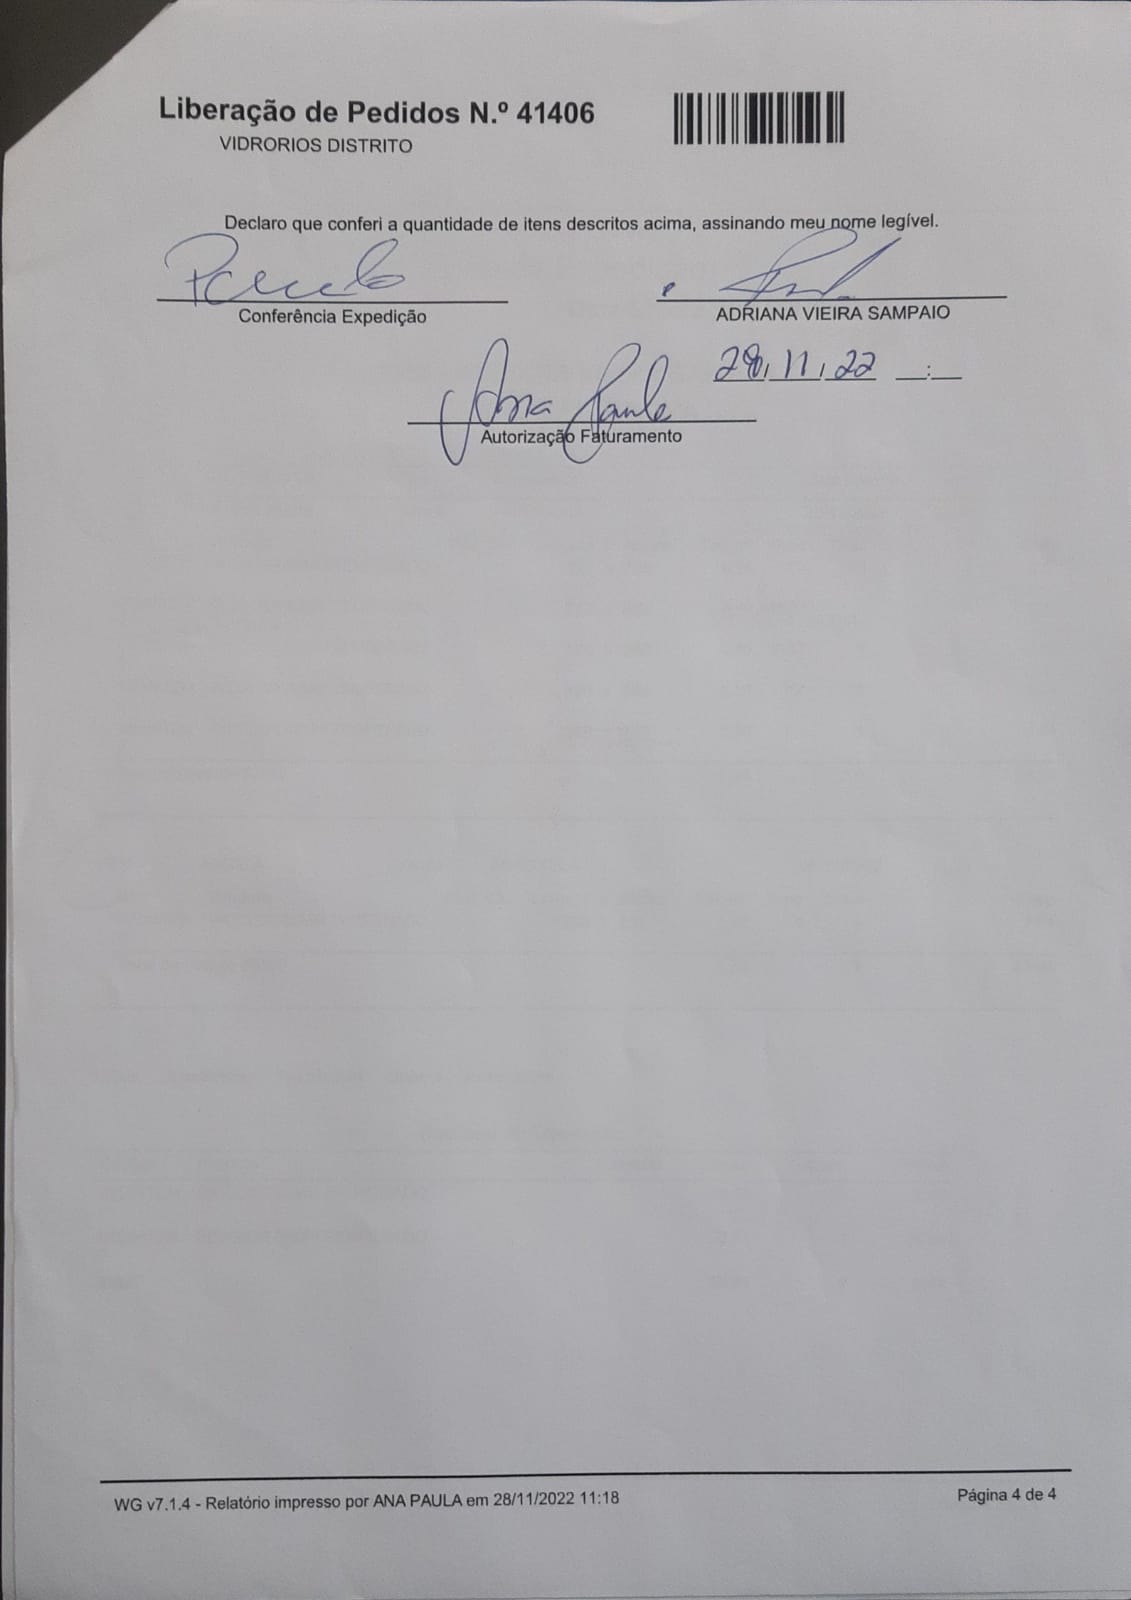 Liberação de Pedidos N.º 41406
VIDRORIOS DISTRITO
Declaro que conferi a quantidade de itens descritos acima, assinando meu nome legível.
Conferência Expedição
ADRIANA VIEIRA SAMPAIO
28, 11, 22 __:__
Ana Paula
Autorização Faturamento
WG v7.1.4 - Relatório impresso por ANA PAULA em 28/11/2022 11:18
Página 4 de 4